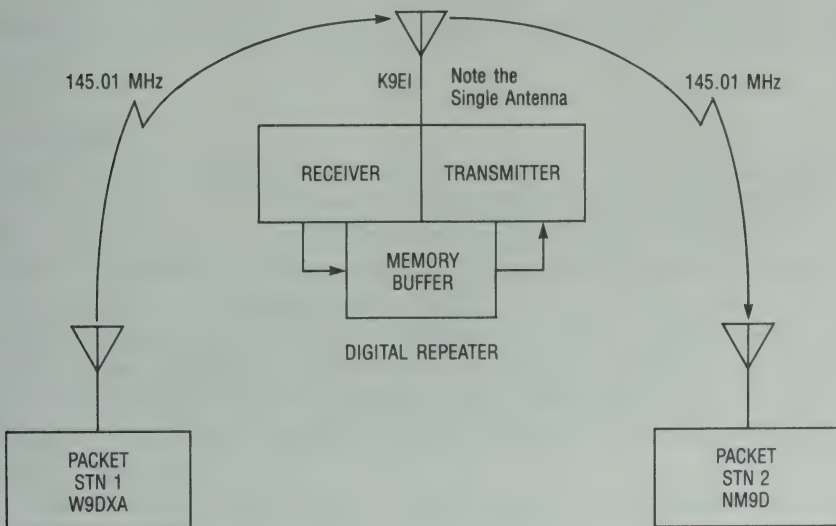 145.01 MHz
K9EI
Note the
Single Antenna
145.01 MHz
RECEIVER
TRANSMITTER
MEMORY
BUFFER
DIGITAL REPEATER
PACKET
STN 1
W9DXA
PACKET
STN 2
NM9D